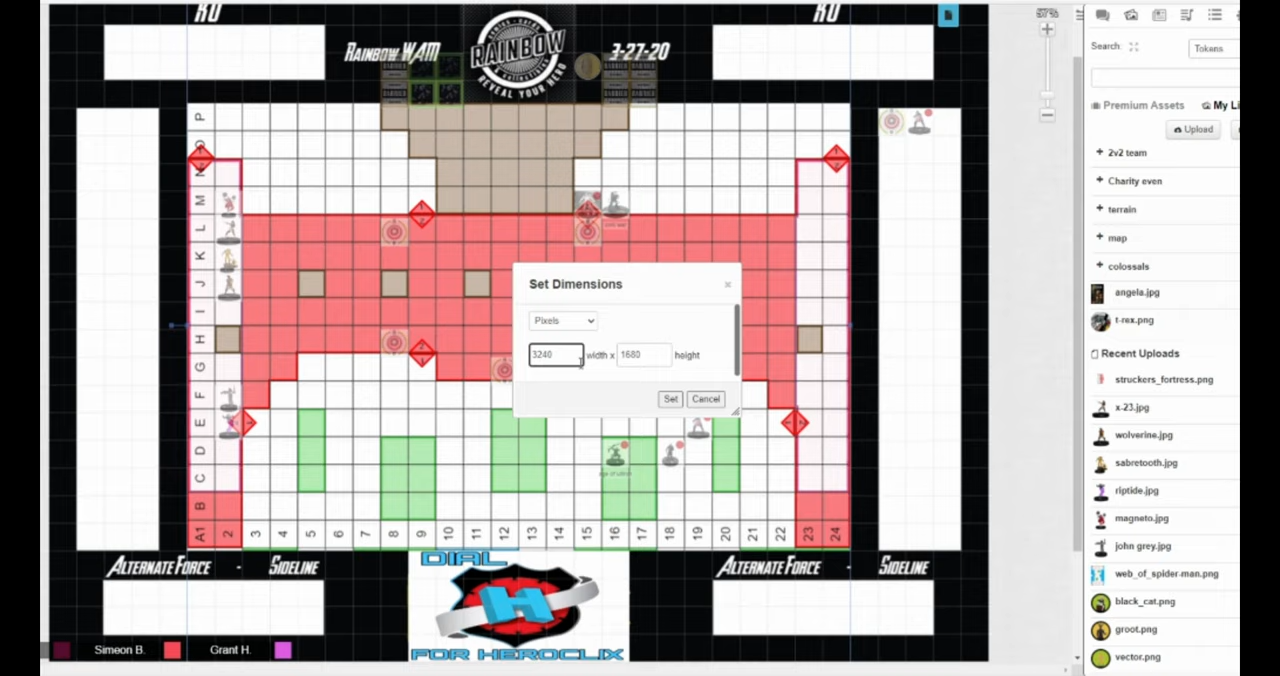 KO
KO
RAINBOW WAM
COMICS · CARDS
RAINBOW
& COLLECTIBLES
REVEAL YOUR HERO
3-27-20
Search:
Tokens
Premium Assets
My Li
Upload
+ 2v2 team
+ Charity even
+ terrain
+ map
+ colossals
angela.jpg
t-rex.png
Recent Uploads
struckers_fortress.png
x-23.jpg
wolverine.jpg
sabretooth.jpg
riptide.jpg
magneto.jpg
john grey.jpg
web_of_spider-man.png
black_cat.png
groot.png
vector.png
P
O
N
M
L
K
J
I
H
G
F
E
D
C
B
A1 2 3 4 5 6 7 8 9 10 11 12 13 14 15 16 17 18 19 20 21 22 23 24
Set Dimensions
×
Pixels
3240 width x 1680 height
Set Cancel
ALTERNATE FORCE - SIDELINE
ALTERNATE FORCE - SIDELINE
DIAL
H
FOR HEROCLIX
Simeon B.
Grant H.